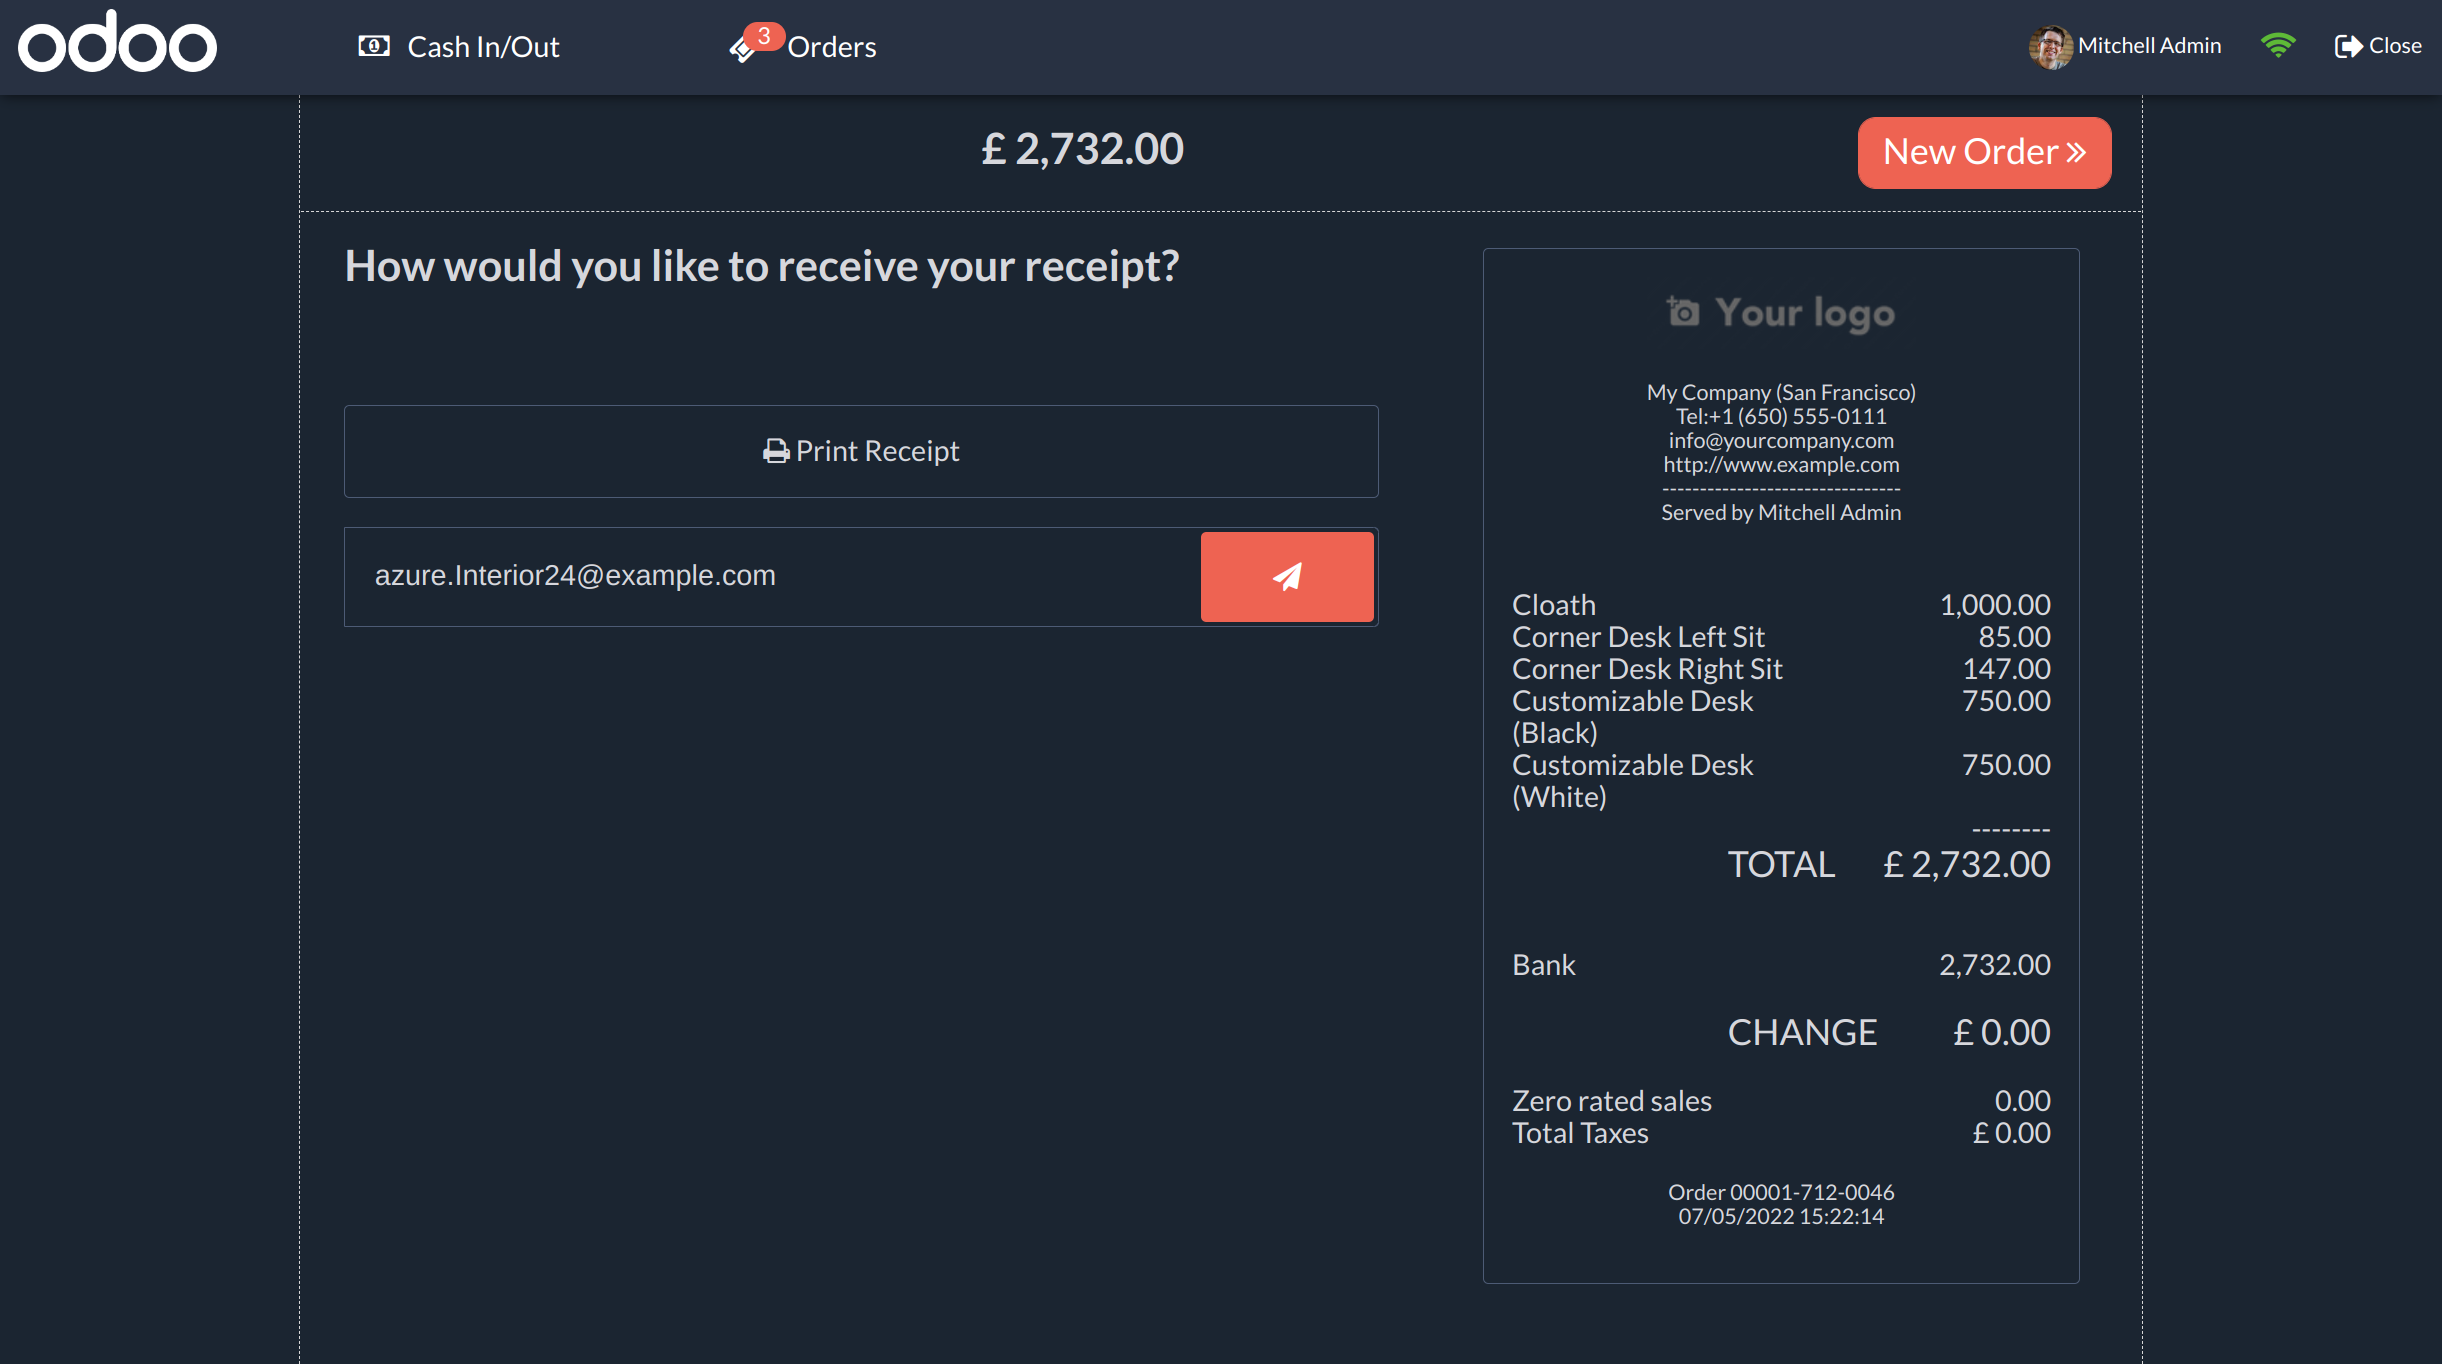 odoo
Cash In/Out
3
Orders
Mitchell Admin
Close
£ 2,732.00
New Order
How would you like to receive your receipt?
Print Receipt
azure.Interior24@example.com
Your logo
My Company (San Francisco)
Tel:+1 (650) 555-0111
info@yourcompany.com
http://www.example.com
--------------------------------
Served by Mitchell Admin
Cloath 1,000.00
Corner Desk Left Sit 85.00
Corner Desk Right Sit 147.00
Customizable Desk 750.00
(Black)
Customizable Desk 750.00
(White)
--------
TOTAL £ 2,732.00
Bank 2,732.00
CHANGE £ 0.00
Zero rated sales 0.00
Total Taxes £ 0.00
Order 00001-712-0046
07/05/2022 15:22:14